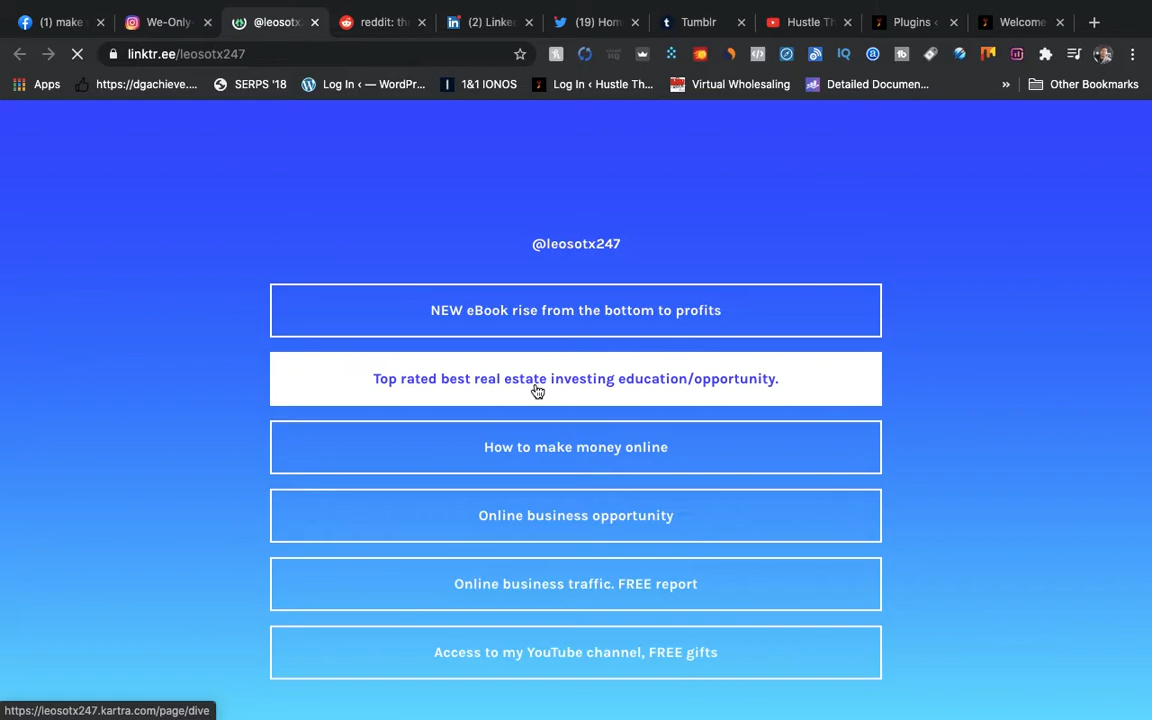 (1) make
We-Only
@leosotx
reddit: th
(2) Linke
(19) Hom
Tumblr
Hustle Th
Plugins ‹
Welcome
linktr.ee/leosotx247
Apps
https://dgachieve....
SERPS '18
Log In ‹ — WordPr...
1&1 IONOS
Log In ‹ Hustle Th...
Virtual Wholesaling
Detailed Documen...
»
Other Bookmarks
@leosotx247
NEW eBook rise from the bottom to profits
Top rated best real estate investing education/opportunity.
How to make money online
Online business opportunity
Online business traffic. FREE report
Access to my YouTube channel, FREE gifts
https://leosotx247.kartra.com/page/dive